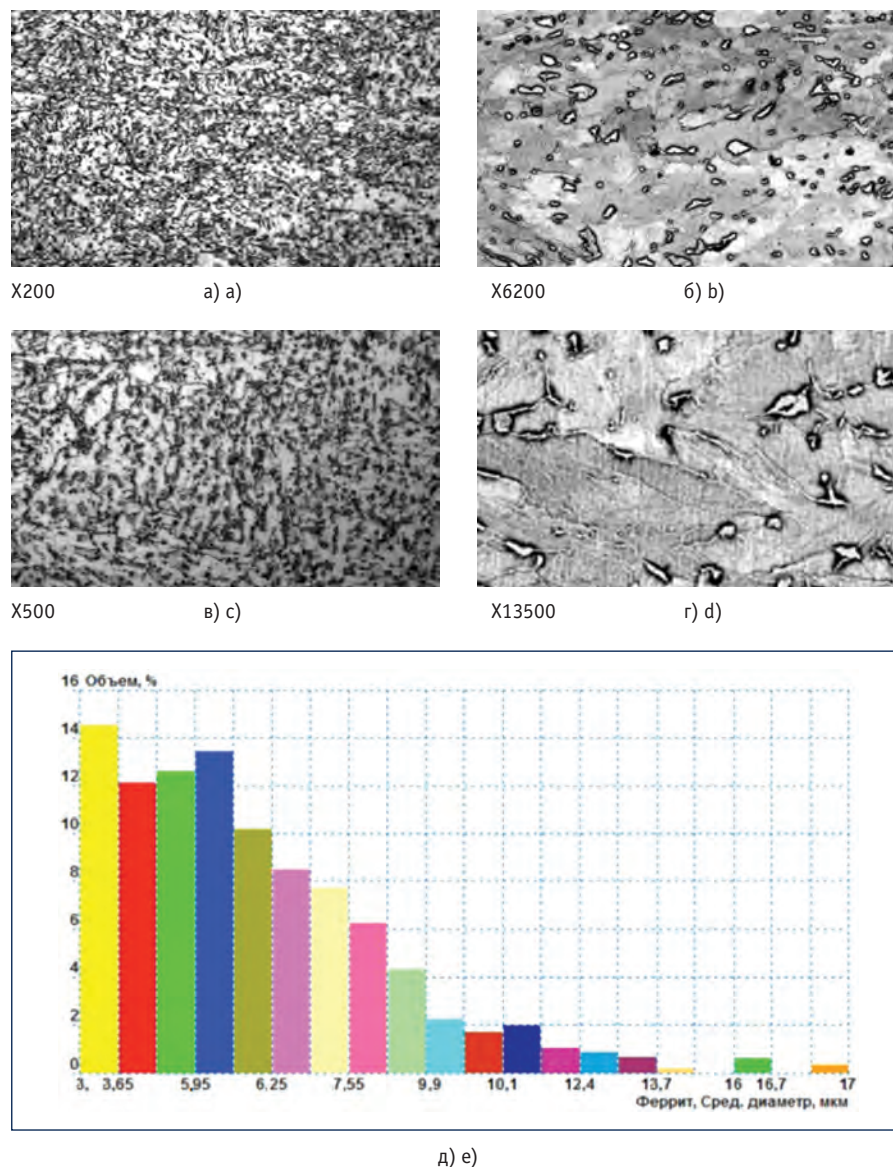 X200 а) a) X6200 б) b)
X500 в) c) X13500 г) d)
16 Объем, %
14
12
10
8
6
4
2
0
3, 3,65 5,95 6,25 7,55 9,9 10,1 12,4 13,7 16 16,7 17
Феррит, Сред. диаметр, мкм
д) e)